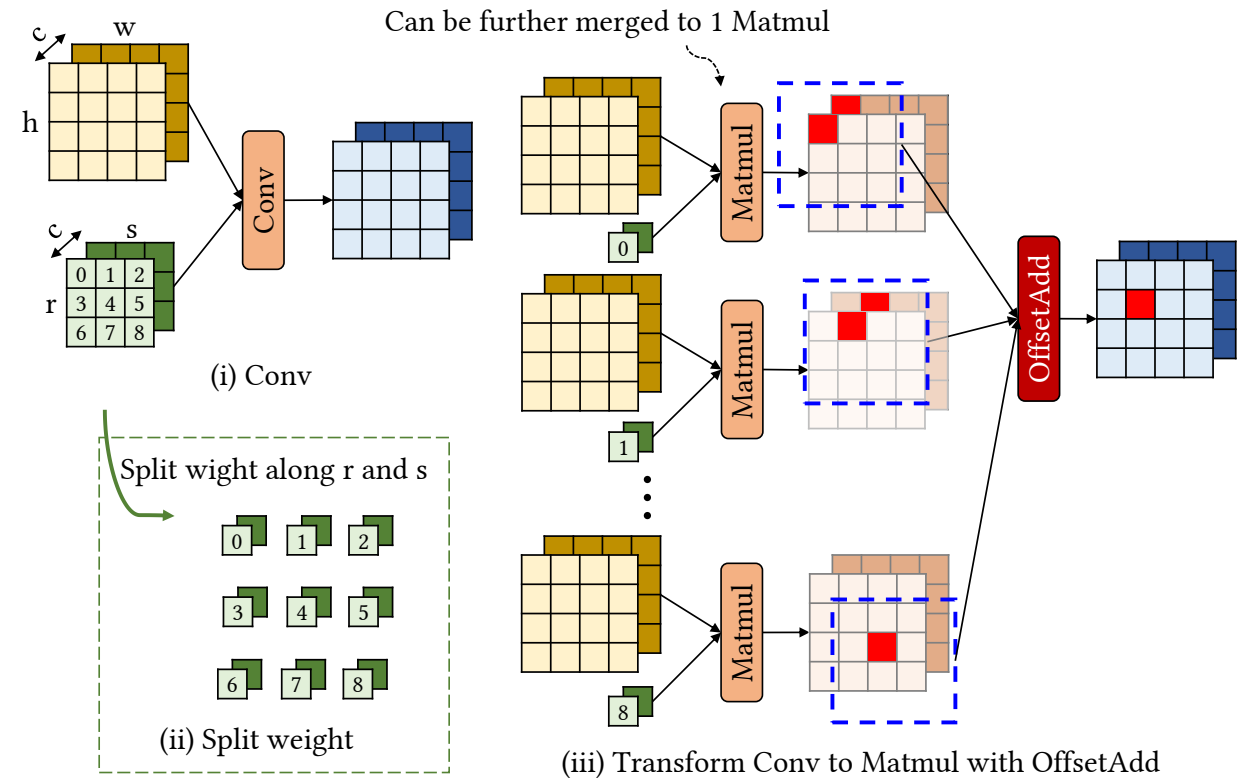 Can be further merged to 1 Matmul
c
w
h
Conv
c
s
r
0 1 2
3 4 5
6 7 8
(i) Conv
Split wight along r and s
0 1 2
3 4 5
6 7 8
(ii) Split weight
Matmul
0
Matmul
1
Matmul
8
OffsetAdd
(iii) Transform Conv to Matmul with OffsetAdd